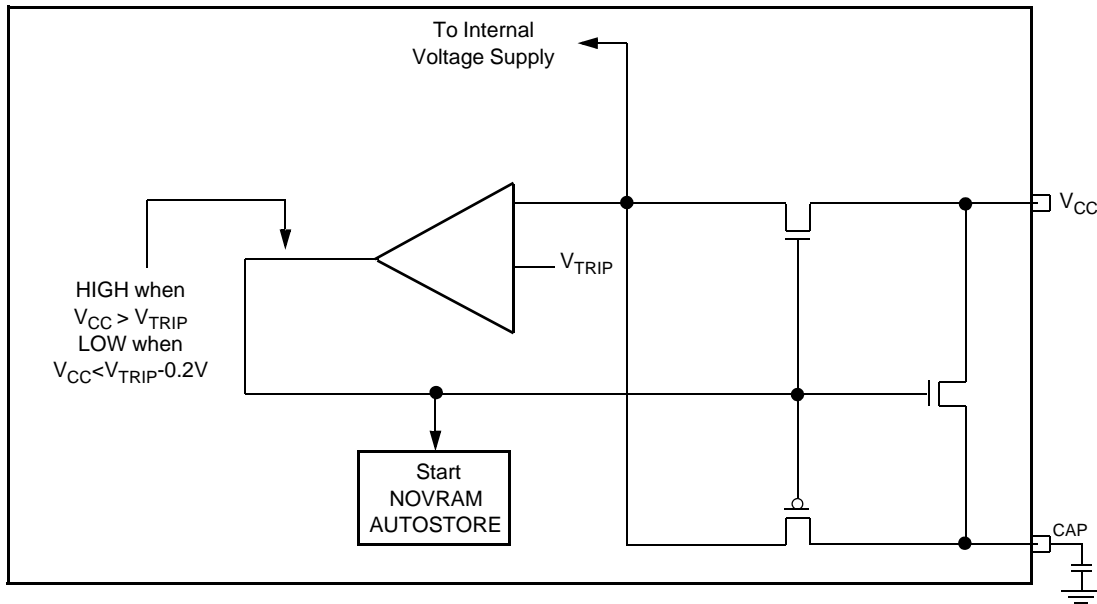 To Internal
Voltage Supply
VCC
VTRIP
HIGH when
VCC > VTRIP
LOW when
VCC<VTRIP-0.2V
Start
NOVRAM
AUTOSTORE
CAP